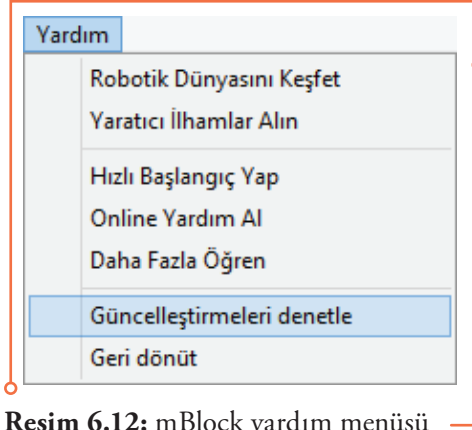 Yardım
Robotik Dünyasını Keşfet
Yaratıcı İlhamlar Alın
Hızlı Başlangıç Yap
Online Yardım Al
Daha Fazla Öğren
Güncelleştirmeleri denetle
Geri dönüt
Resim 6.12: mBlock yardım menüsü